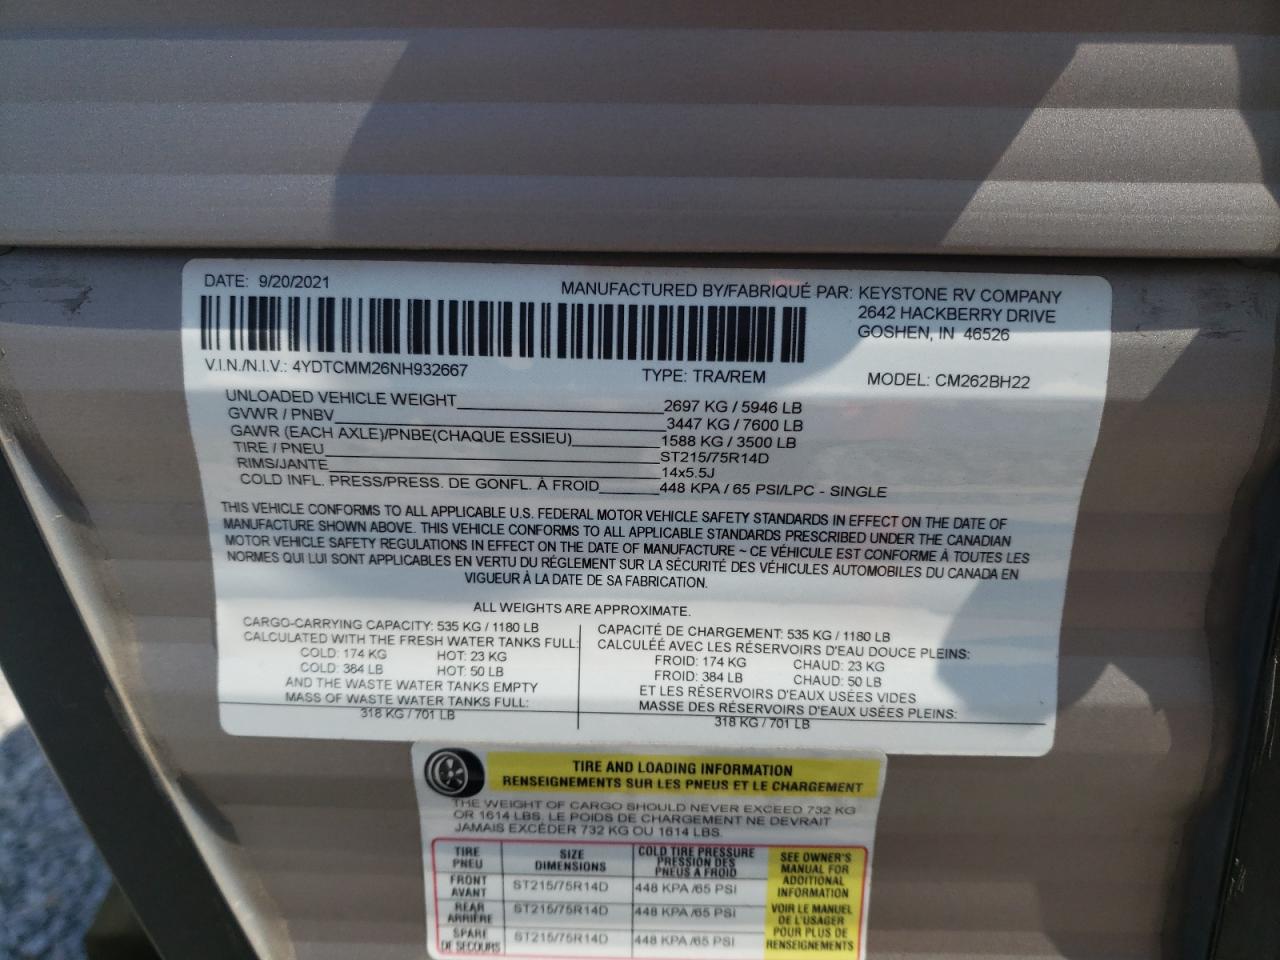 DATE: 9/20/2021
MANUFACTURED BY/FABRIQUÉ PAR: KEYSTONE RV COMPANY
2642 HACKBERRY DRIVE
GOSHEN, IN 46526
V.I.N./N.I.V.: 4YDTCMM26NH932667 TYPE: TRA/REM MODEL: CM262BH22
UNLOADED VEHICLE WEIGHT 2697 KG / 5946 LB
GVWR / PNBV 3447 KG / 7600 LB
GAWR (EACH AXLE)/PNBE(CHAQUE ESSIEU) 1588 KG / 3500 LB
TIRE / PNEU ST215/75R14D
RIMS/JANTE 14x5.5J
COLD INFL. PRESS/PRESS. DE GONFL. À FROID 448 KPA / 65 PSI/LPC - SINGLE
THIS VEHICLE CONFORMS TO ALL APPLICABLE U.S. FEDERAL MOTOR VEHICLE SAFETY STANDARDS IN EFFECT ON THE DATE OF
MANUFACTURE SHOWN ABOVE. THIS VEHICLE CONFORMS TO ALL APPLICABLE STANDARDS PRESCRIBED UNDER THE CANADIAN
MOTOR VEHICLE SAFETY REGULATIONS IN EFFECT ON THE DATE OF MANUFACTURE ~ CE VÉHICULE EST CONFORME À TOUTES LES
NORMES QUI LUI SONT APPLICABLES EN VERTU DU RÉGLEMENT SUR LA SÉCURITÉ DES VÉHICULES AUTOMOBILES DU CANADA EN
VIGUEUR À LA DATE DE SA FABRICATION.
ALL WEIGHTS ARE APPROXIMATE.
CARGO-CARRYING CAPACITY: 535 KG / 1180 LB
CALCULATED WITH THE FRESH WATER TANKS FULL:
COLD: 174 KG HOT: 23 KG
COLD: 384 LB HOT: 50 LB
AND THE WASTE WATER TANKS EMPTY
MASS OF WASTE WATER TANKS FULL:
318 KG / 701 LB
CAPACITÉ DE CHARGEMENT: 535 KG / 1180 LB
CALCULÉE AVEC LES RÉSERVOIRS D'EAU DOUCE PLEINS:
FROID: 174 KG CHAUD: 23 KG
FROID: 384 LB CHAUD: 50 LB
ET LES RÉSERVOIRS D'EAUX USÉES VIDES
MASSE DES RÉSERVOIRS D'EAUX USÉES PLEINS:
318 KG / 701 LB
TIRE AND LOADING INFORMATION
RENSEIGNEMENTS SUR LES PNEUS ET LE CHARGEMENT
THE WEIGHT OF CARGO SHOULD NEVER EXCEED 732 KG
OR 1614 LBS. LE POIDS DE CHARGEMENT NE DEVRAIT
JAMAIS EXCÉDER 732 KG OU 1614 LBS.
TIRE
PNEU
SIZE
DIMENSIONS
COLD TIRE PRESSURE
PRESSION DES
PNEUS A FROID
FRONT
AVANT
ST215/75R14D 448 KPA /65 PSI
REAR
ARRIÈRE
ST215/75R14D 448 KPA /65 PSI
SPARE
DE SECOURS
ST215/75R14D 448 KPA /65 PSI
SEE OWNER'S
MANUAL FOR
ADDITIONAL
INFORMATION
VOIR LE MANUEL
DE L'USAGER
POUR PLUS DE
RENSEIGNEMENTS